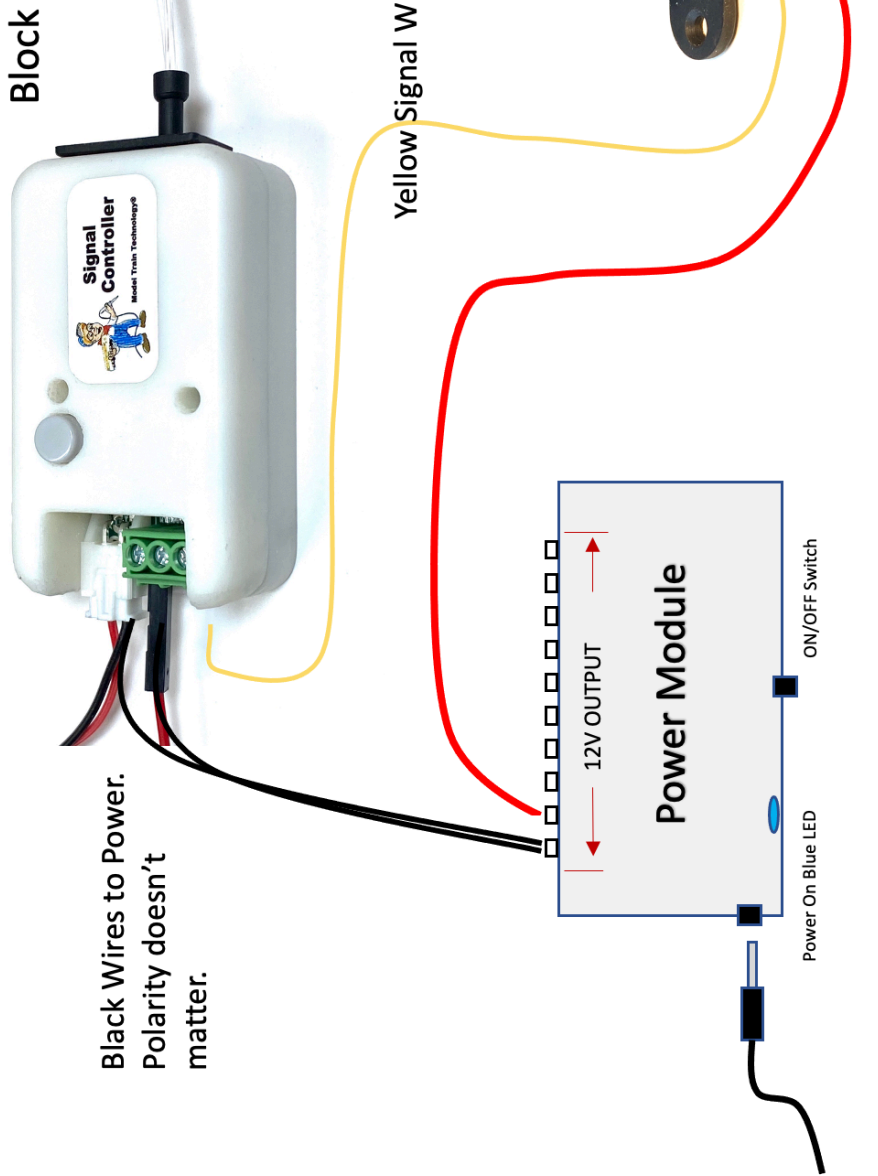 Block
Yellow Signal W
Signal
Controller
Model Train Technology®
Black Wires to Power.
Polarity doesn't
matter.
12V OUTPUT
Power Module
ON/OFF Switch
Power On Blue LED